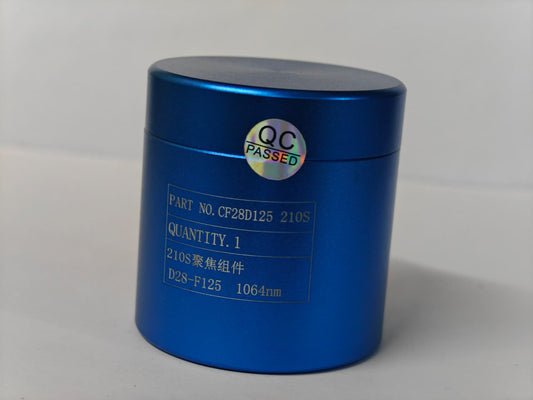 QC
PASSED
PART NO.CF28D125 210S
QUANTITY.1
210S聚焦组件
D28-F125 1064nm